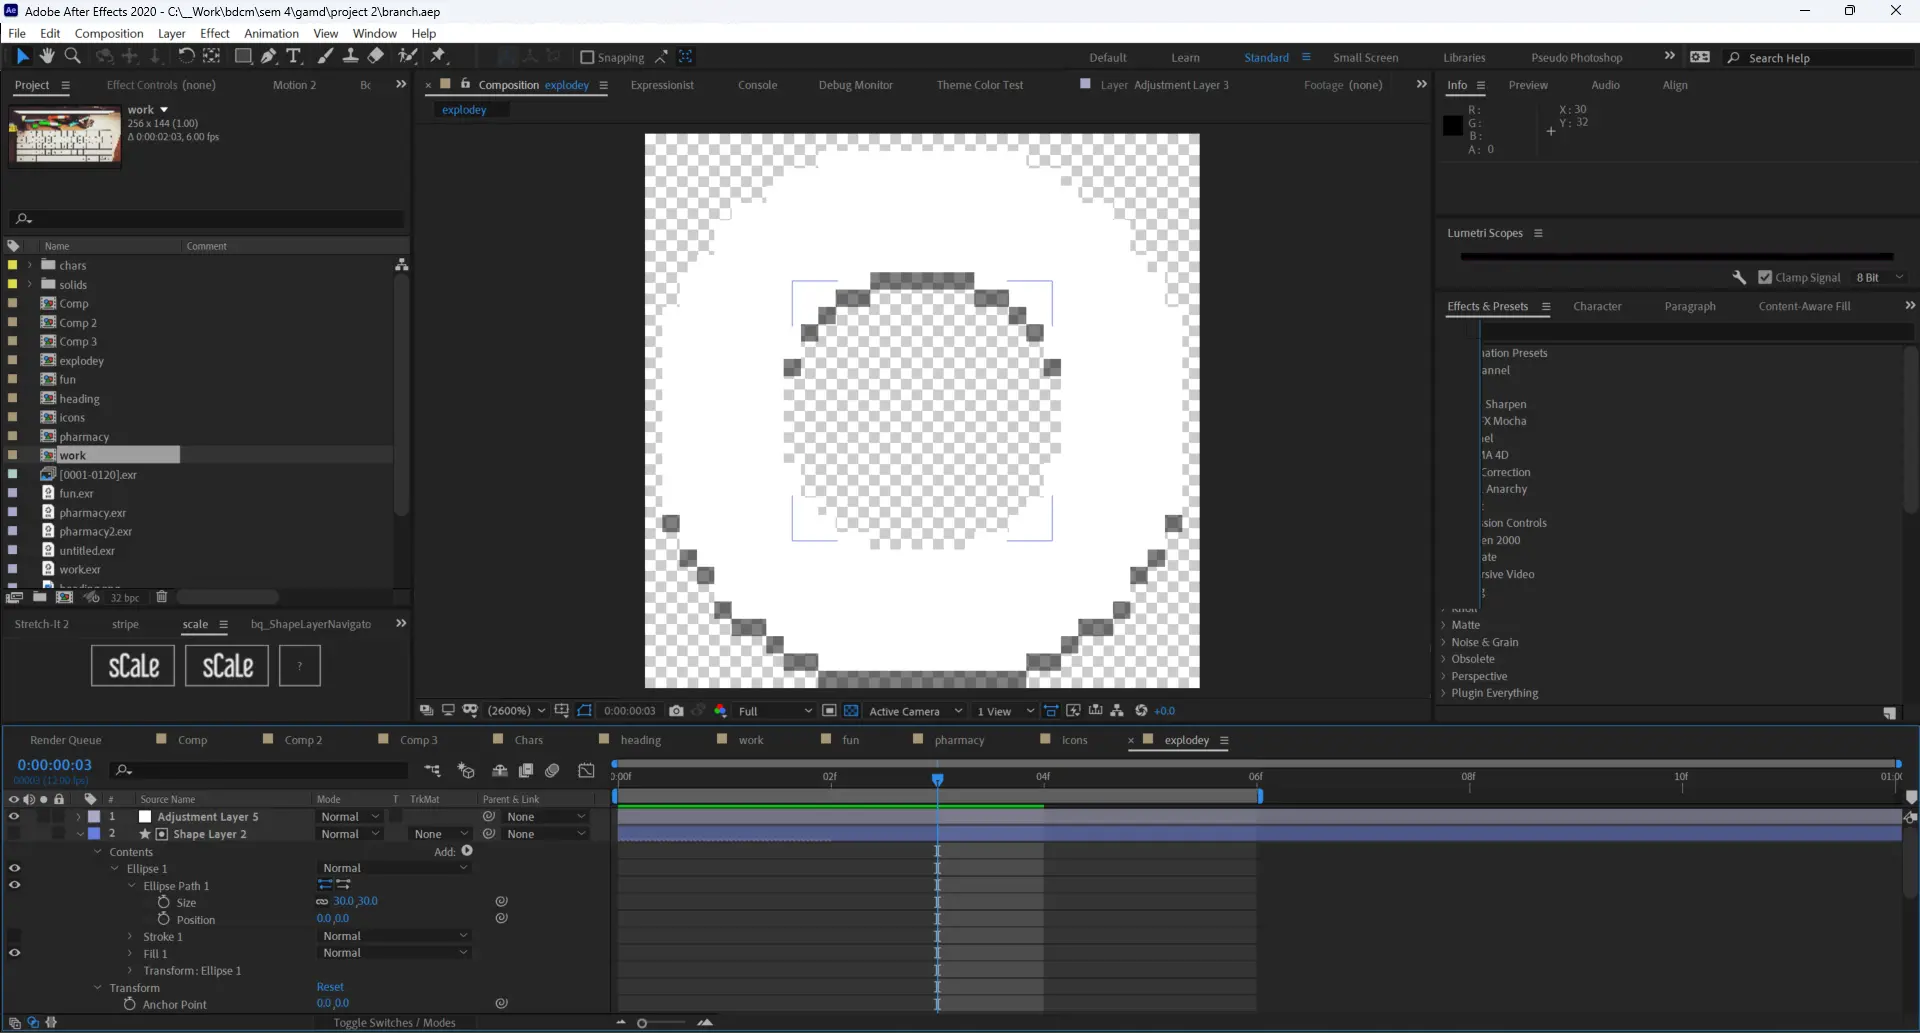 Adobe After Effects 2020 - C:\__Work\bdcm\sem 4\gamd\project 2\branch.aep
File Edit Composition Layer Effect Animation View Window Help
Snapping
Default Learn Standard Small Screen Libraries Pseudo Photoshop Search Help
Project Effect Controls (none) Motion 2 Bc
Composition explodey Expressionist Console Debug Monitor Theme Color Test Layer Adjustment Layer 3 Footage (none)
Info Preview Audio Align
work
256 x 144 (1.00)
Δ 0:00:02:03, 6.00 fps
explodey
R: X: 30
G: Y: 32
B:
A: 0
Name Comment
chars
solids
Comp
Comp 2
Comp 3
explodey
fun
heading
icons
pharmacy
work
[0001-0120].exr
fun.exr
pharmacy.exr
pharmacy2.exr
untitled.exr
work.exr
32 bpc
Stretch-It 2 stripe scale bq_ShapeLayerNavigato
sCaLe sCaLe ?
Lumetri Scopes
Clamp Signal 8 Bit
Effects & Presets Character Paragraph Content-Aware Fill
ation Presets
annel
Sharpen
X Mocha
el
A 4D
Correction
Anarchy
sion Controls
en 2000
ate
rsive Video
Matte
Noise & Grain
Obsolete
Perspective
Plugin Everything
(2600%) 0:00:00:03 Full Active Camera 1 View +0.0
Render Queue Comp Comp 2 Comp 3 Chars heading work fun pharmacy icons explodey
0:00:00:03
00003 (12.00 fps)
0:00f 02f 04f 06f 08f 10f 01:0
# Source Name Mode T TrkMat Parent & Link
1 Adjustment Layer 5 Normal None
2 Shape Layer 2 Normal None None
Contents Add:
Ellipse 1 Normal
Ellipse Path 1
Size 30.0,30.0
Position 0.0,0.0
Stroke 1 Normal
Fill 1 Normal
Transform: Ellipse 1
Transform Reset
Anchor Point 0.0,0.0
Toggle Switches / Modes